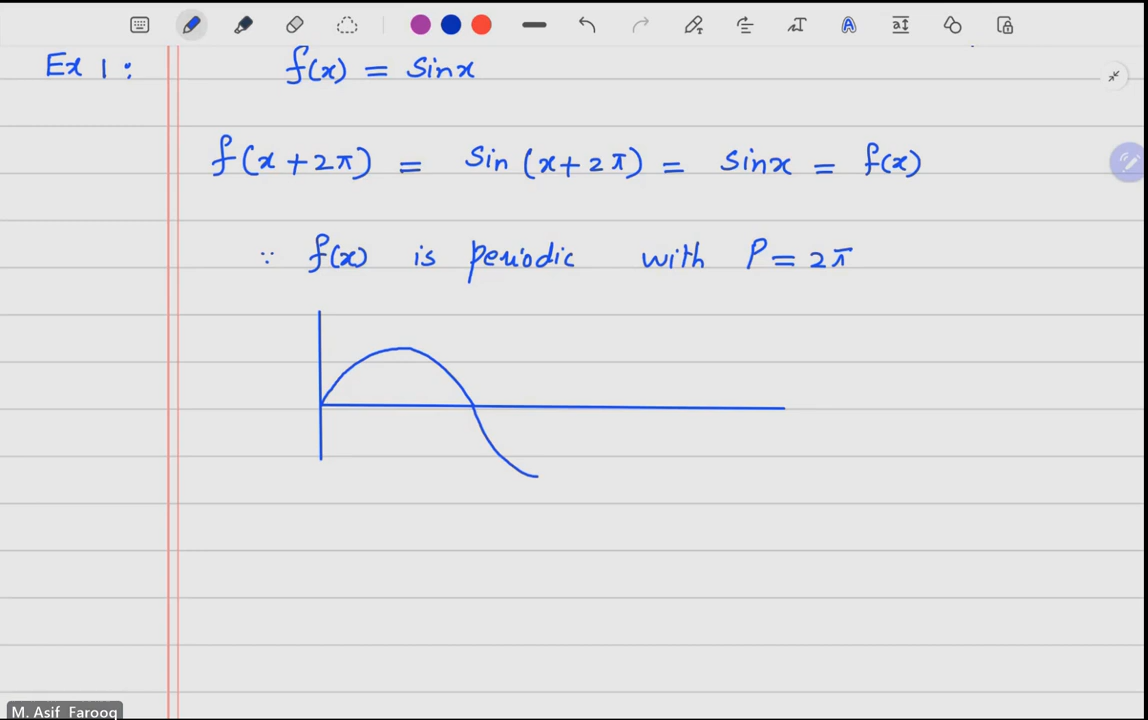 Ex 1: f(x) = Sinx
f(x+2π) = Sin (x+2π) = Sinx = f(x)
∵ f(x) is periodic with P = 2π
M. Asif Farooq